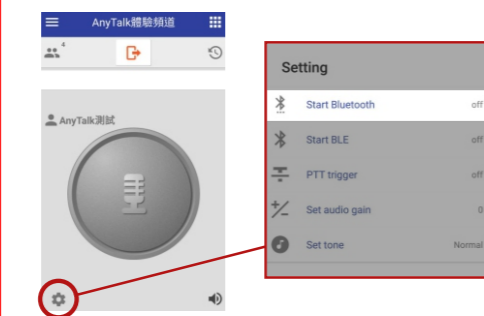 AnyTalk體驗頻道
4
AnyTalk測試
Setting
Start Bluetooth off
Start BLE off
PTT trigger off
Set audio gain 0
Set tone Normal